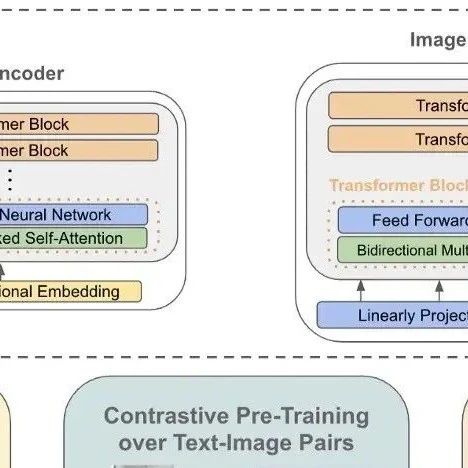 Image
ncoder
mer Block
mer Block
Neural Network
ked Self-Attention
ional Embedding
Transfo
Transfo
Transformer Block
Feed Forward
Bidirectional Mult
Linearly Project
Contrastive Pre-Training
over Text-Image Pairs